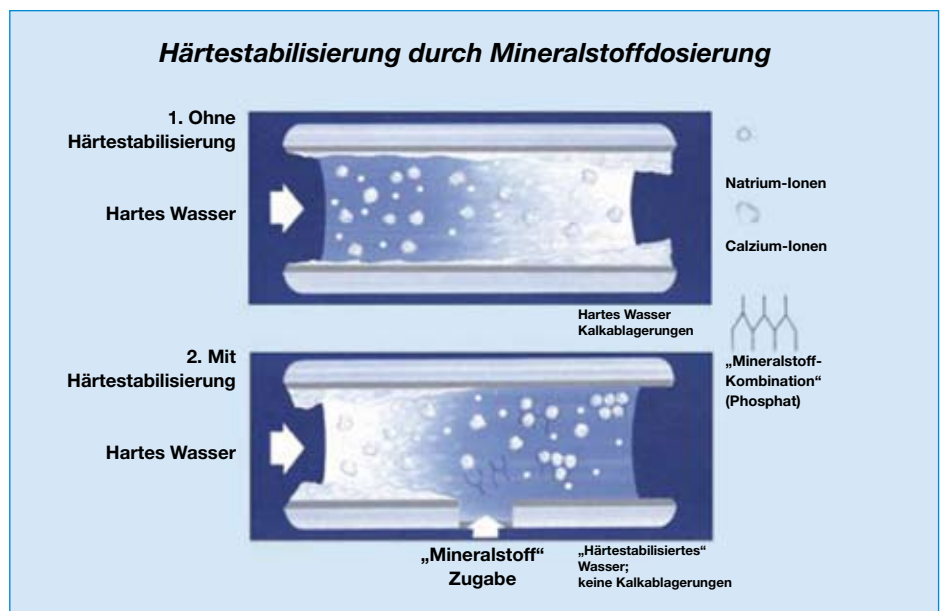 Härtestabilisierung durch Mineralstoffdosierung
1. Ohne
Härtestabilisierung
Hartes Wasser
Natrium-Ionen
Calzium-Ionen
Hartes Wasser
Kalkablagerungen
2. Mit
Härtestabilisierung
„Mineralstoff-
Kombination“
(Phosphat)
Hartes Wasser
„Mineralstoff“
Zugabe
„Härtestabilisiertes“
Wasser;
keine Kalkablagerungen